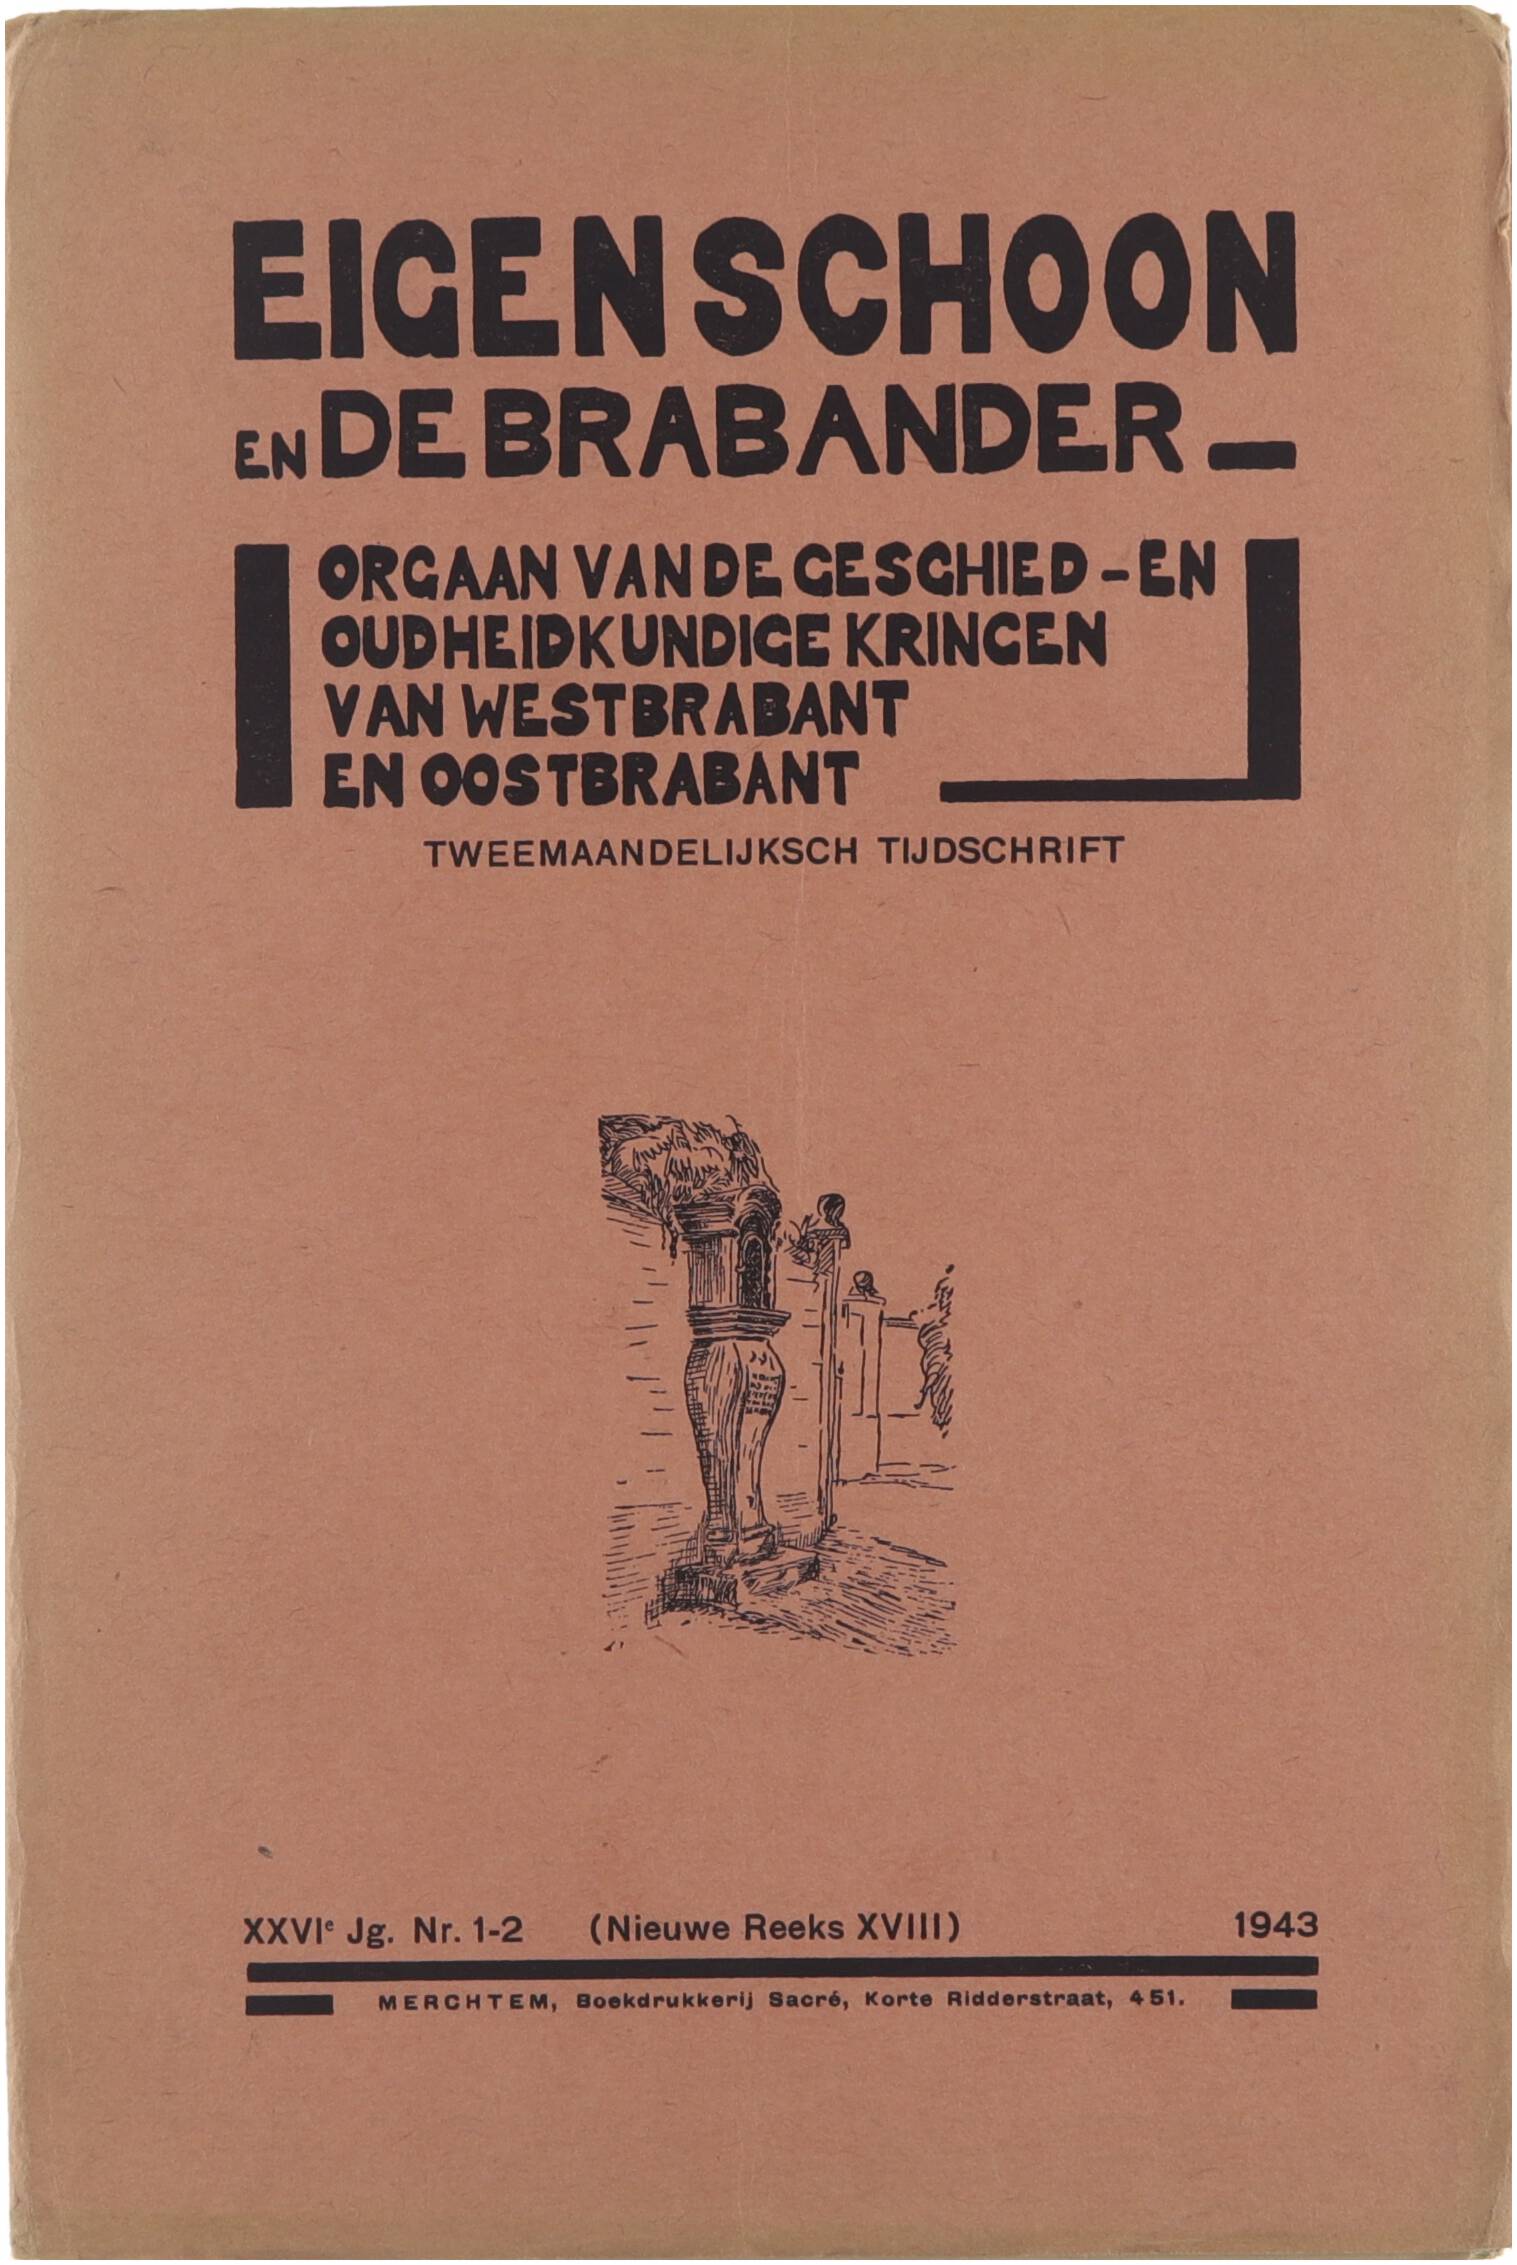 EIGEN SCHOON
EN DE BRABANDER —
ORGAAN VAN DE GESCHIED - EN
OUDHEIDKUNDIGE KRINGEN
VAN WESTBRABANT
EN OOSTBRABANT
TWEEMAANDELIJKSCH TIJDSCHRIFT
XXVIe Jg. Nr. 1-2 (Nieuwe Reeks XVIII) 1943
MERCHTEM, Boekdrukkerij Sacré, Korte Ridderstraat, 451.